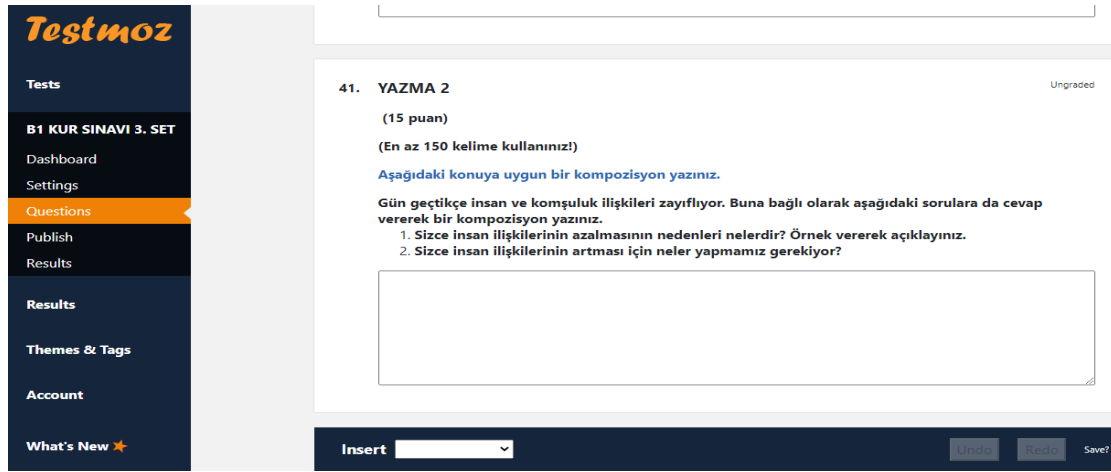 Testmoz
Tests
B1 KUR SINAVI 3. SET
Dashboard
Settings
Questions
Publish
Results
Results
Themes & Tags
Account
What's New
41. YAZMA 2
Ungraded
(15 puan)
(En az 150 kelime kullanınız!)
Aşağıdaki konuya uygun bir kompozisyon yazınız.
Gün geçtikçe insan ve komşuluk ilişkileri zayıflıyor. Buna bağlı olarak aşağıdaki sorulara da cevap
vererek bir kompozisyon yazınız.
1. Sizce insan ilişkilerinin azalmasının nedenleri nelerdir? Örnek vererek açıklayınız.
2. Sizce insan ilişkilerinin artması için neler yapmamız gerekiyor?
Insert
Undo
Redo
Save?